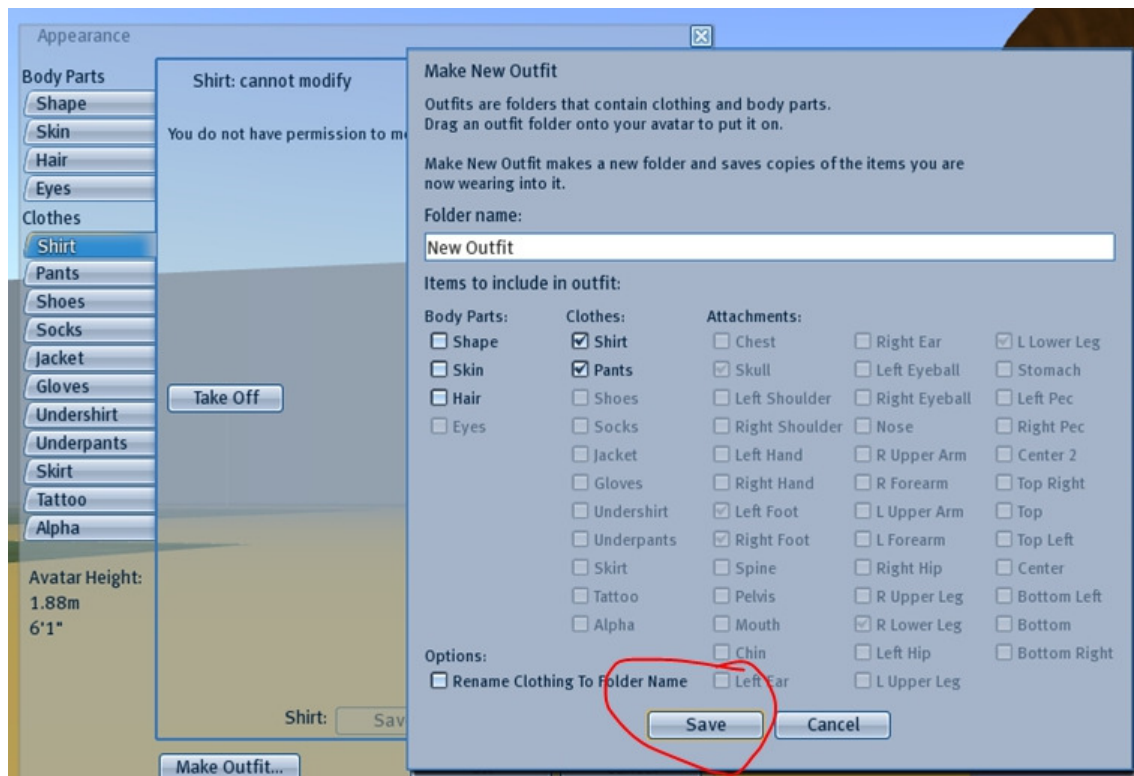 Appearance
Body Parts
Shape
Skin
Hair
Eyes
Clothes
Shirt
Pants
Shoes
Socks
Jacket
Gloves
Undershirt
Underpants
Skirt
Tattoo
Alpha
Avatar Height:
1.88m
6'1"
Shirt: cannot modify
You do not have permission to
Take Off
Shirt:
Make Outfit...
Make New Outfit
Outfits are folders that contain clothing and body parts.
Drag an outfit folder onto your avatar to put it on.
Make New Outfit makes a new folder and saves copies of the items you are
now wearing into it.
Folder name:
New Outfit
Items to include in outfit:
Body Parts:
Shape
Skin
Hair
Eyes
Clothes:
Shirt
Pants
Shoes
Socks
Jacket
Gloves
Undershirt
Underpants
Skirt
Tattoo
Alpha
Attachments:
Chest
Skull
Left Shoulder
Right Shoulder
Left Hand
Right Hand
Left Foot
Right Foot
Spine
Pelvis
Mouth
Chin
Left Ear
Right Ear
Left Eyeball
Right Eyeball
Nose
R Upper Arm
R Forearm
L Upper Arm
L Forearm
Right Hip
R Upper Leg
R Lower Leg
Left Hip
L Upper Leg
L Lower Leg
Stomach
Left Pec
Right Pec
Center 2
Top Right
Top
Top Left
Center
Bottom Left
Bottom
Bottom Right
Options:
Rename Clothing To Folder Name
Save
Cancel